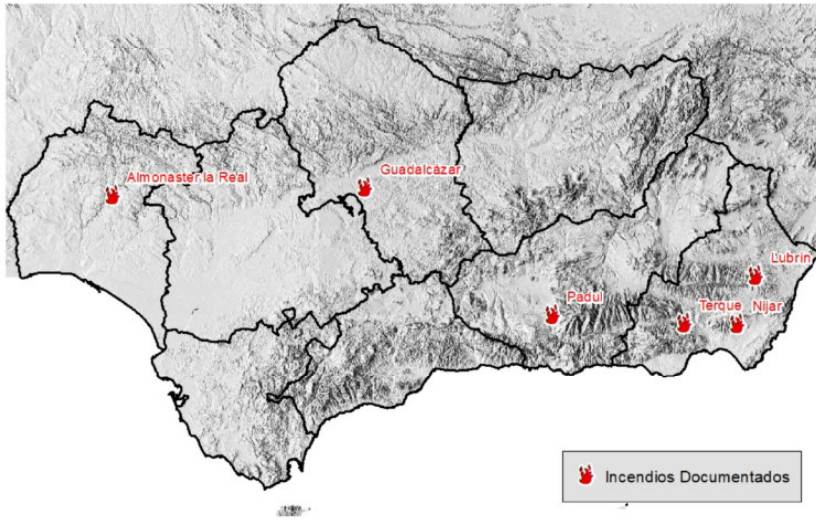 Almonaster la Real
Guadalcázar
Lubrín
Padul
Terque
Níjar
Incendios Documentados